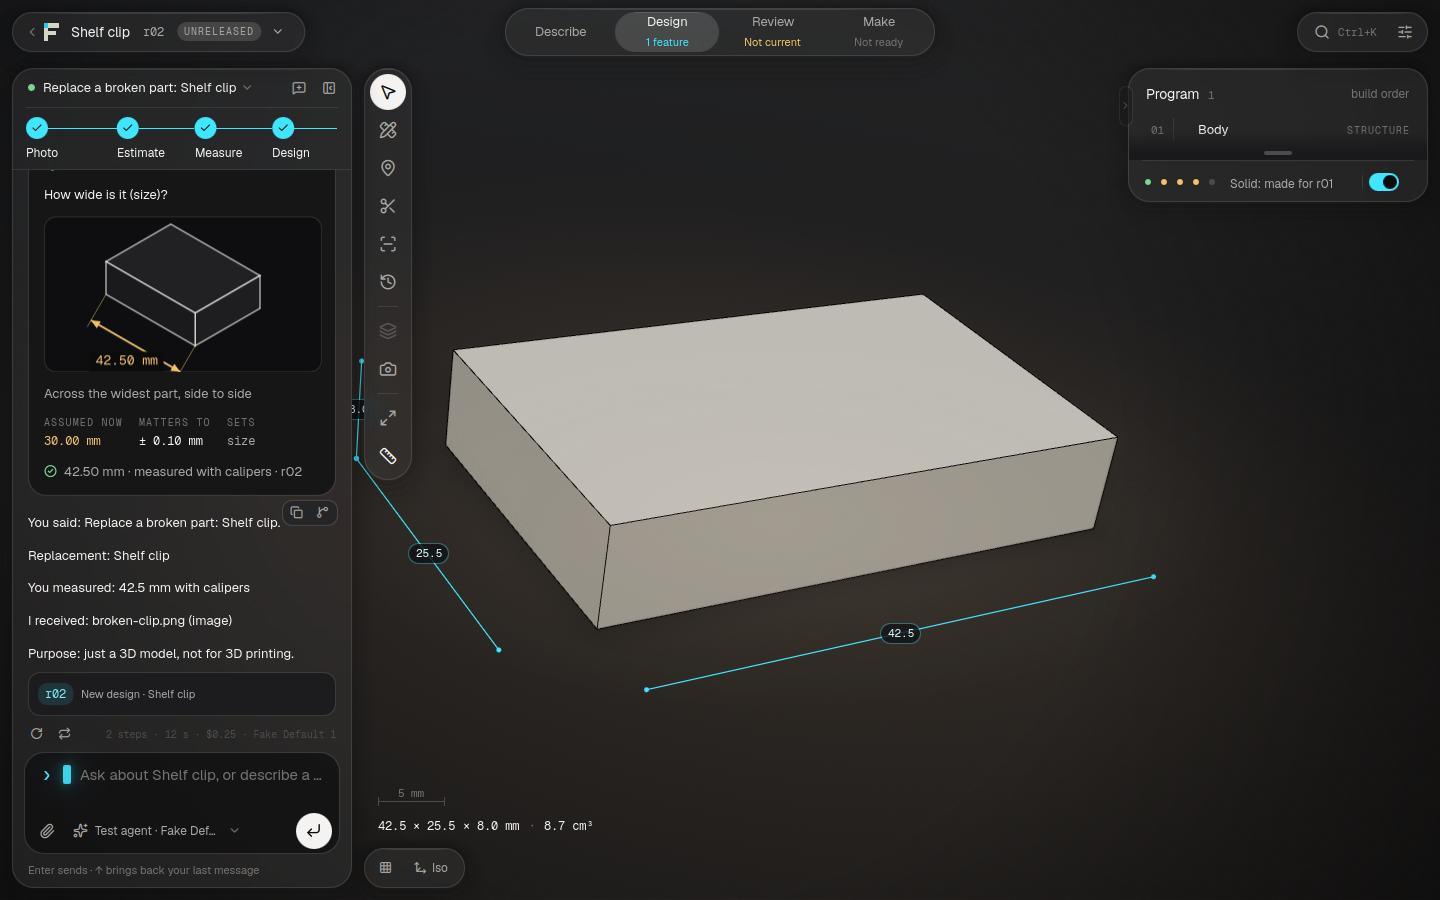 Shelf clip r02 UNRELEASED
Describe
Design
1 feature
Review
Not current
Make
Not ready
Ctrl+K
Replace a broken part: Shelf clip
Photo Estimate Measure Design
How wide is it (size)?
42.50 mm
Across the widest part, side to side
ASSUMED NOW MATTERS TO SETS
30.00 mm ± 0.10 mm size
42.50 mm · measured with calipers · r02
You said: Replace a broken part: Shelf clip.
Replacement: Shelf clip
You measured: 42.5 mm with calipers
I received: broken-clip.png (image)
Purpose: just a 3D model, not for 3D printing.
r02 New design · Shelf clip
2 steps · 12 s · $0.25 · Fake Default 1
Ask about Shelf clip, or describe a ...
Test agent · Fake Def...
Enter sends · ↑ brings back your last message
25.5
42.5
5 mm
42.5 × 25.5 × 8.0 mm · 8.7 cm³
Iso
Program 1 build order
01 Body STRUCTURE
Solid: made for r01